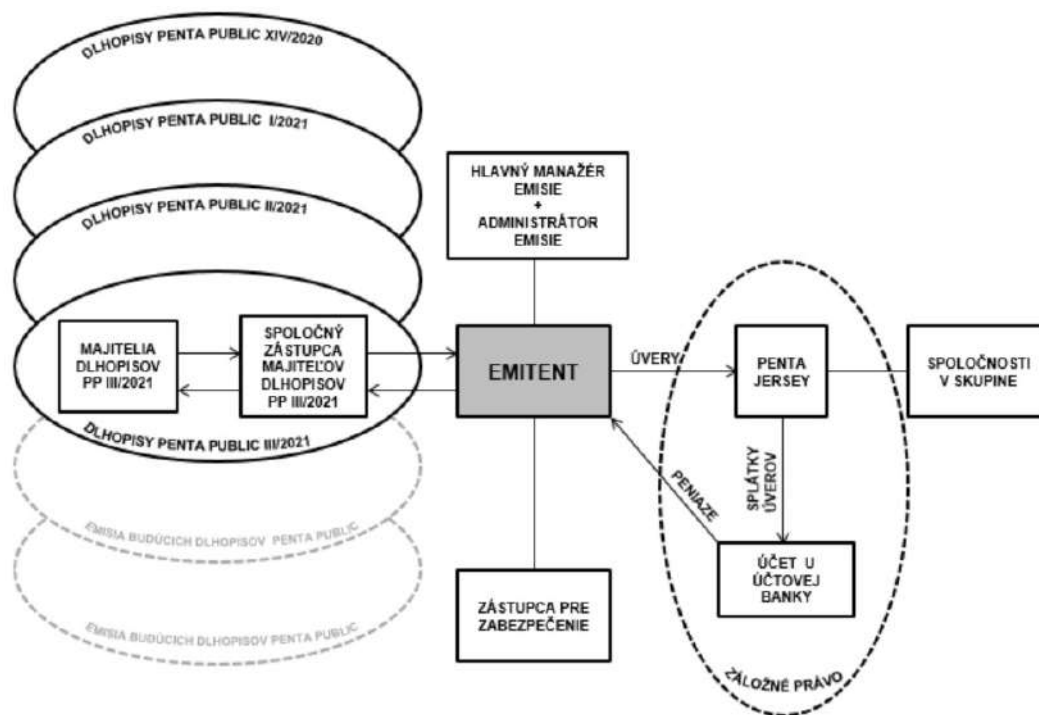 DLHOPISY PENTA PUBLIC XIV/2020
DLHOPISY PENTA PUBLIC I/2021
DLHOPISY PENTA PUBLIC II/2021
HLAVNÝ MANAŽÉR
EMISIE
+
ADMINISTRÁTOR
EMISIE
MAJITELIA
DLHOPISOV
PP III/2021
SPOLOČNÝ
ZÁSTUPCA
MAJITEĽOV
DLHOPISOV
PP III/2021
EMITENT
ÚVERY
PENTA
JERSEY
SPOLOČNOSTI
V SKUPINE
DLHOPISY PENTA PUBLIC III/2021
PENIAZE
SPLÁTKY
ÚVEROV
EMISIA BUDÚCICH DLHOPISOV PENTA PUBLIC
ÚČET U
ÚČTOVEJ
BANKY
ZÁSTUPCA PRE
ZABEZPEČENIE
EMISIA BUDÚCICH DLHOPISOV PENTA PUBLIC
ZÁLOŽNÉ PRÁVO